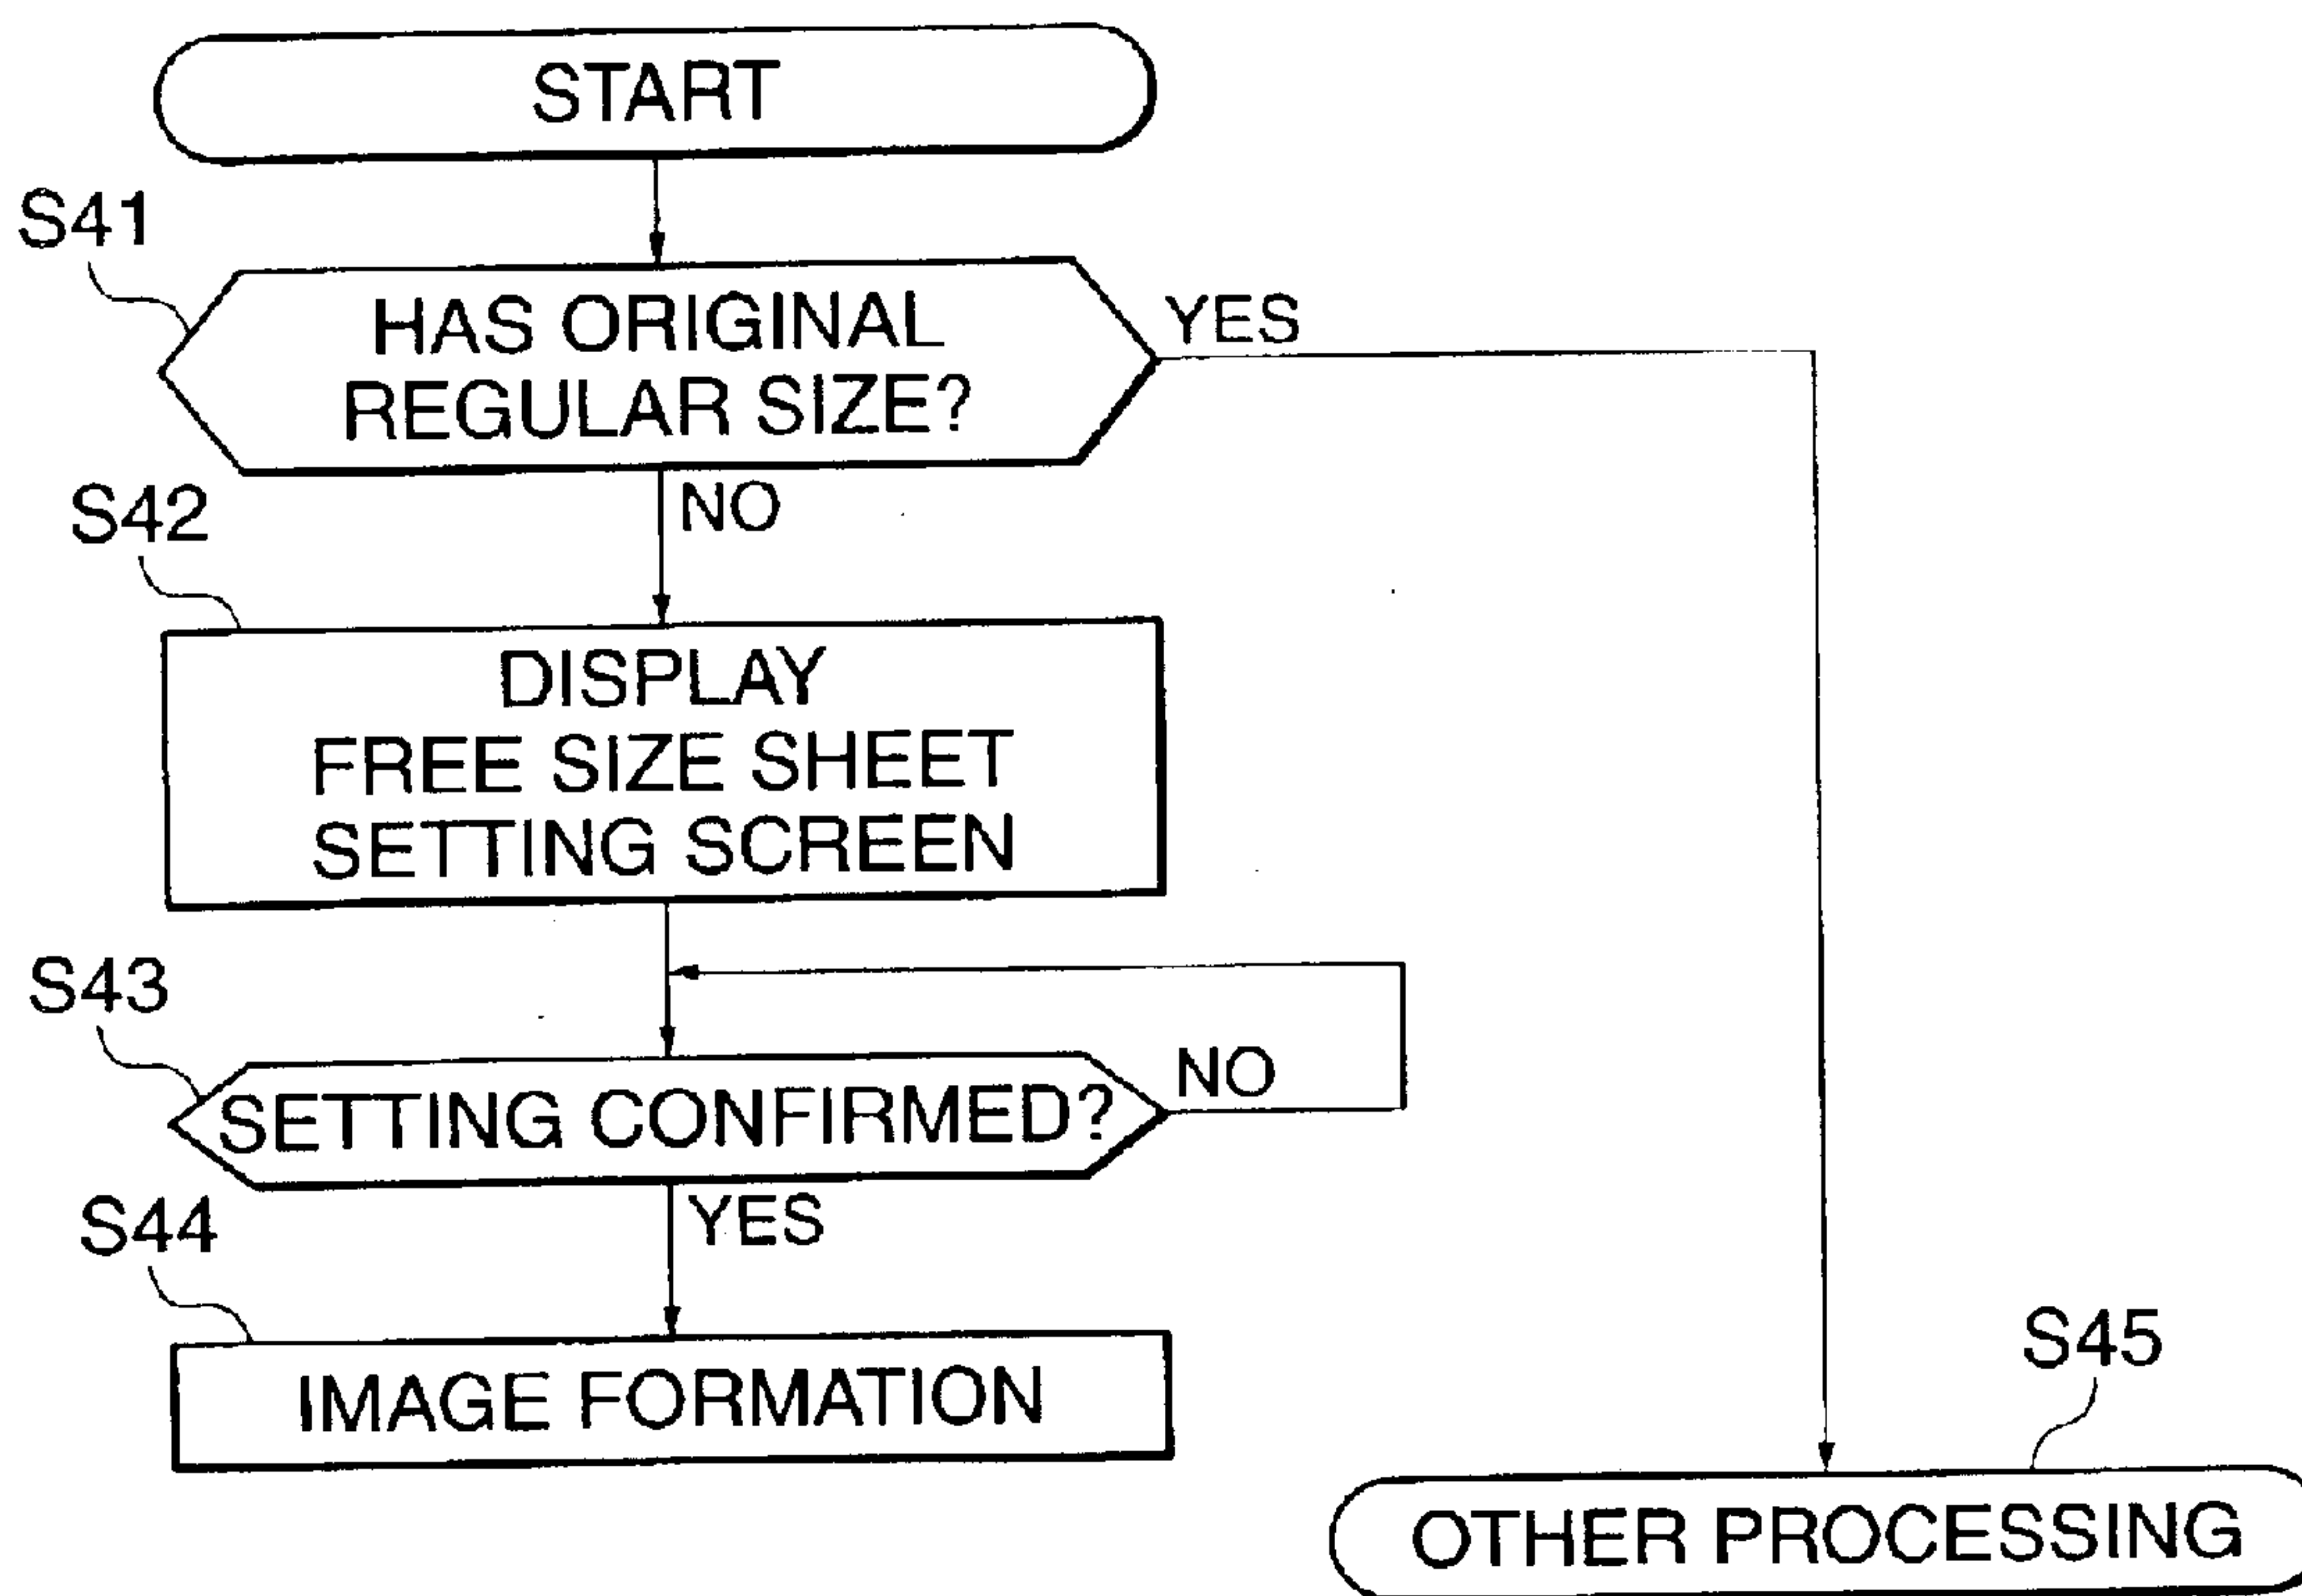 START
S41
HAS ORIGINAL
REGULAR SIZE?
YES
NO
S42
DISPLAY
FREE SIZE SHEET
SETTING SCREEN
S43
SETTING CONFIRMED?
NO
YES
S44
IMAGE FORMATION
S45
OTHER PROCESSING